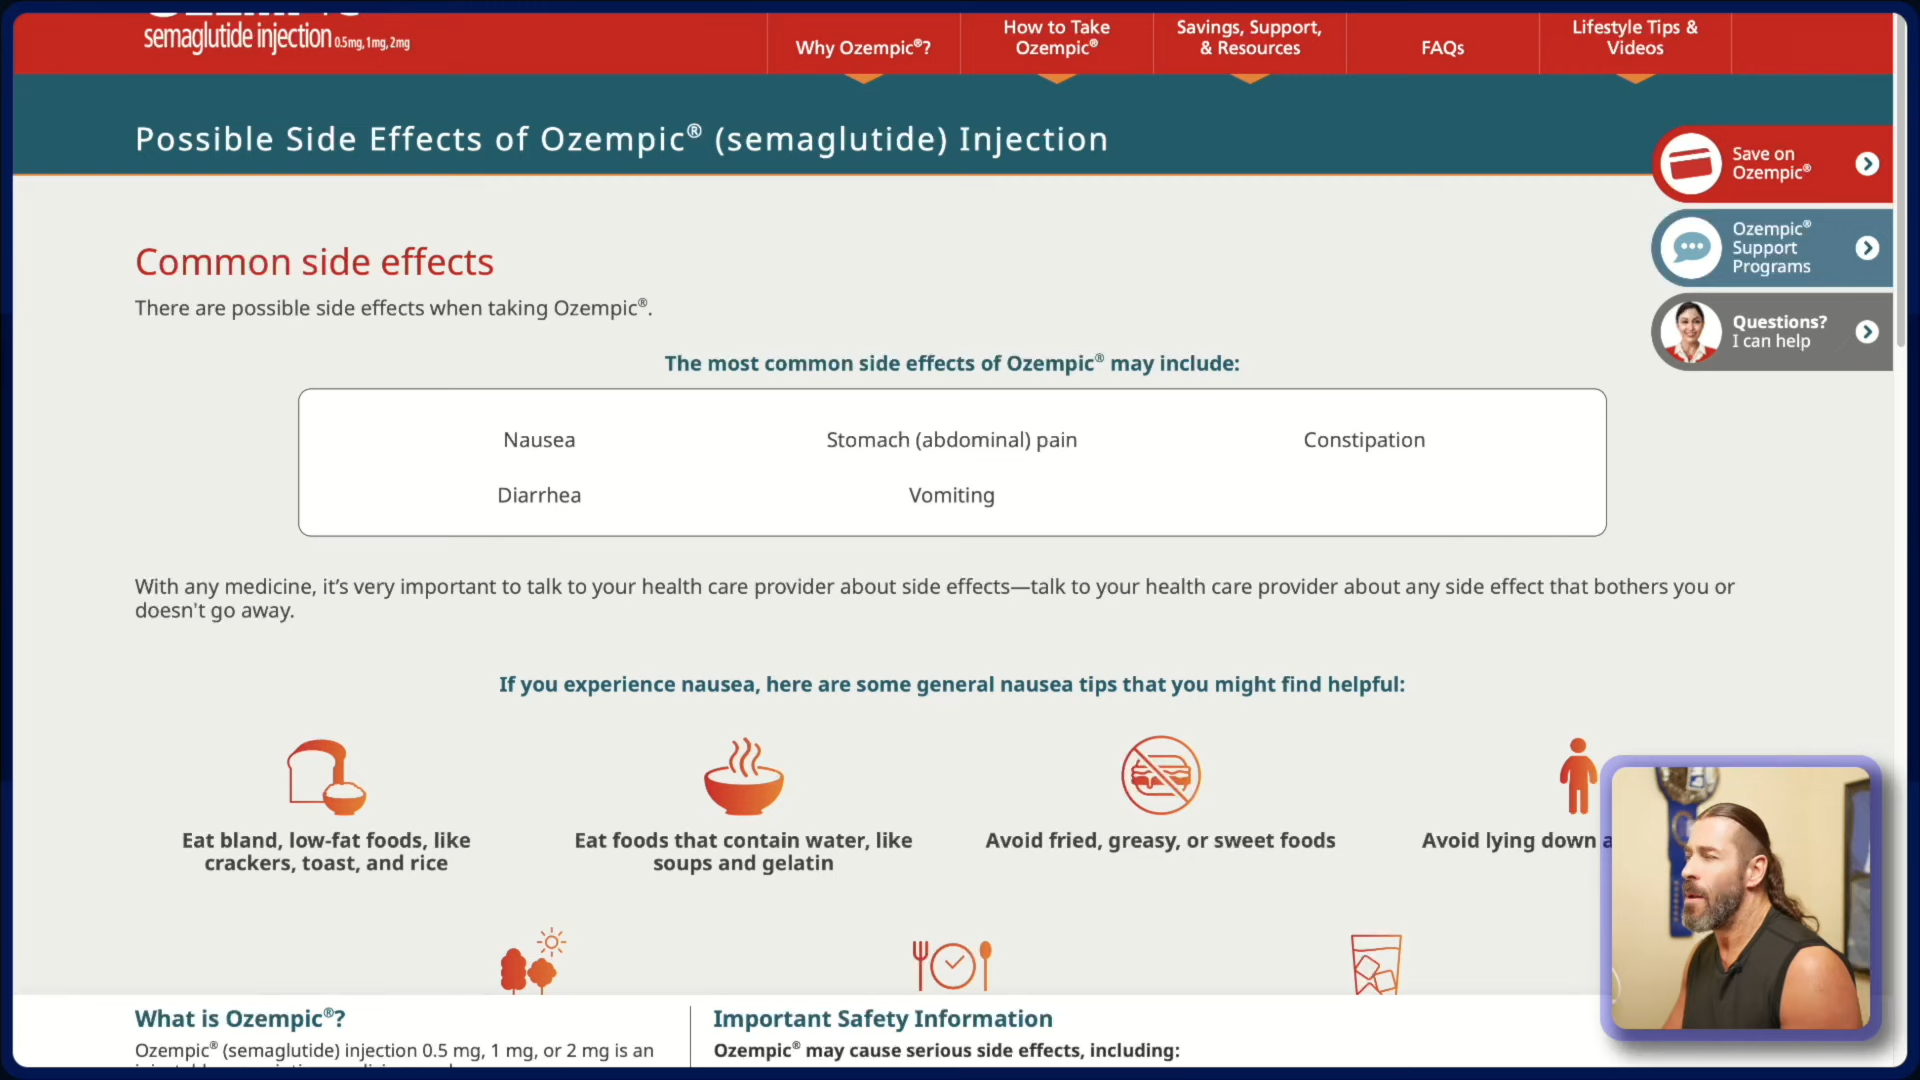 semaglutide injection 0.5mg, 1mg, 2mg
Why Ozempic®?
How to Take
Ozempic®
Savings, Support,
& Resources
FAQs
Lifestyle Tips &
Videos
Possible Side Effects of Ozempic® (semaglutide) Injection
Save on
Ozempic®
Ozempic®
Support
Programs
Questions?
I can help
Common side effects
There are possible side effects when taking Ozempic®.
The most common side effects of Ozempic® may include:
Nausea
Stomach (abdominal) pain
Constipation
Diarrhea
Vomiting
With any medicine, it’s very important to talk to your health care provider about side effects—talk to your health care provider about any side effect that bothers you or
doesn't go away.
If you experience nausea, here are some general nausea tips that you might find helpful:
Eat bland, low-fat foods, like
crackers, toast, and rice
Eat foods that contain water, like
soups and gelatin
Avoid fried, greasy, or sweet foods
Avoid lying down
What is Ozempic®?
Ozempic® (semaglutide) injection 0.5 mg, 1 mg, or 2 mg is an
Important Safety Information
Ozempic® may cause serious side effects, including: